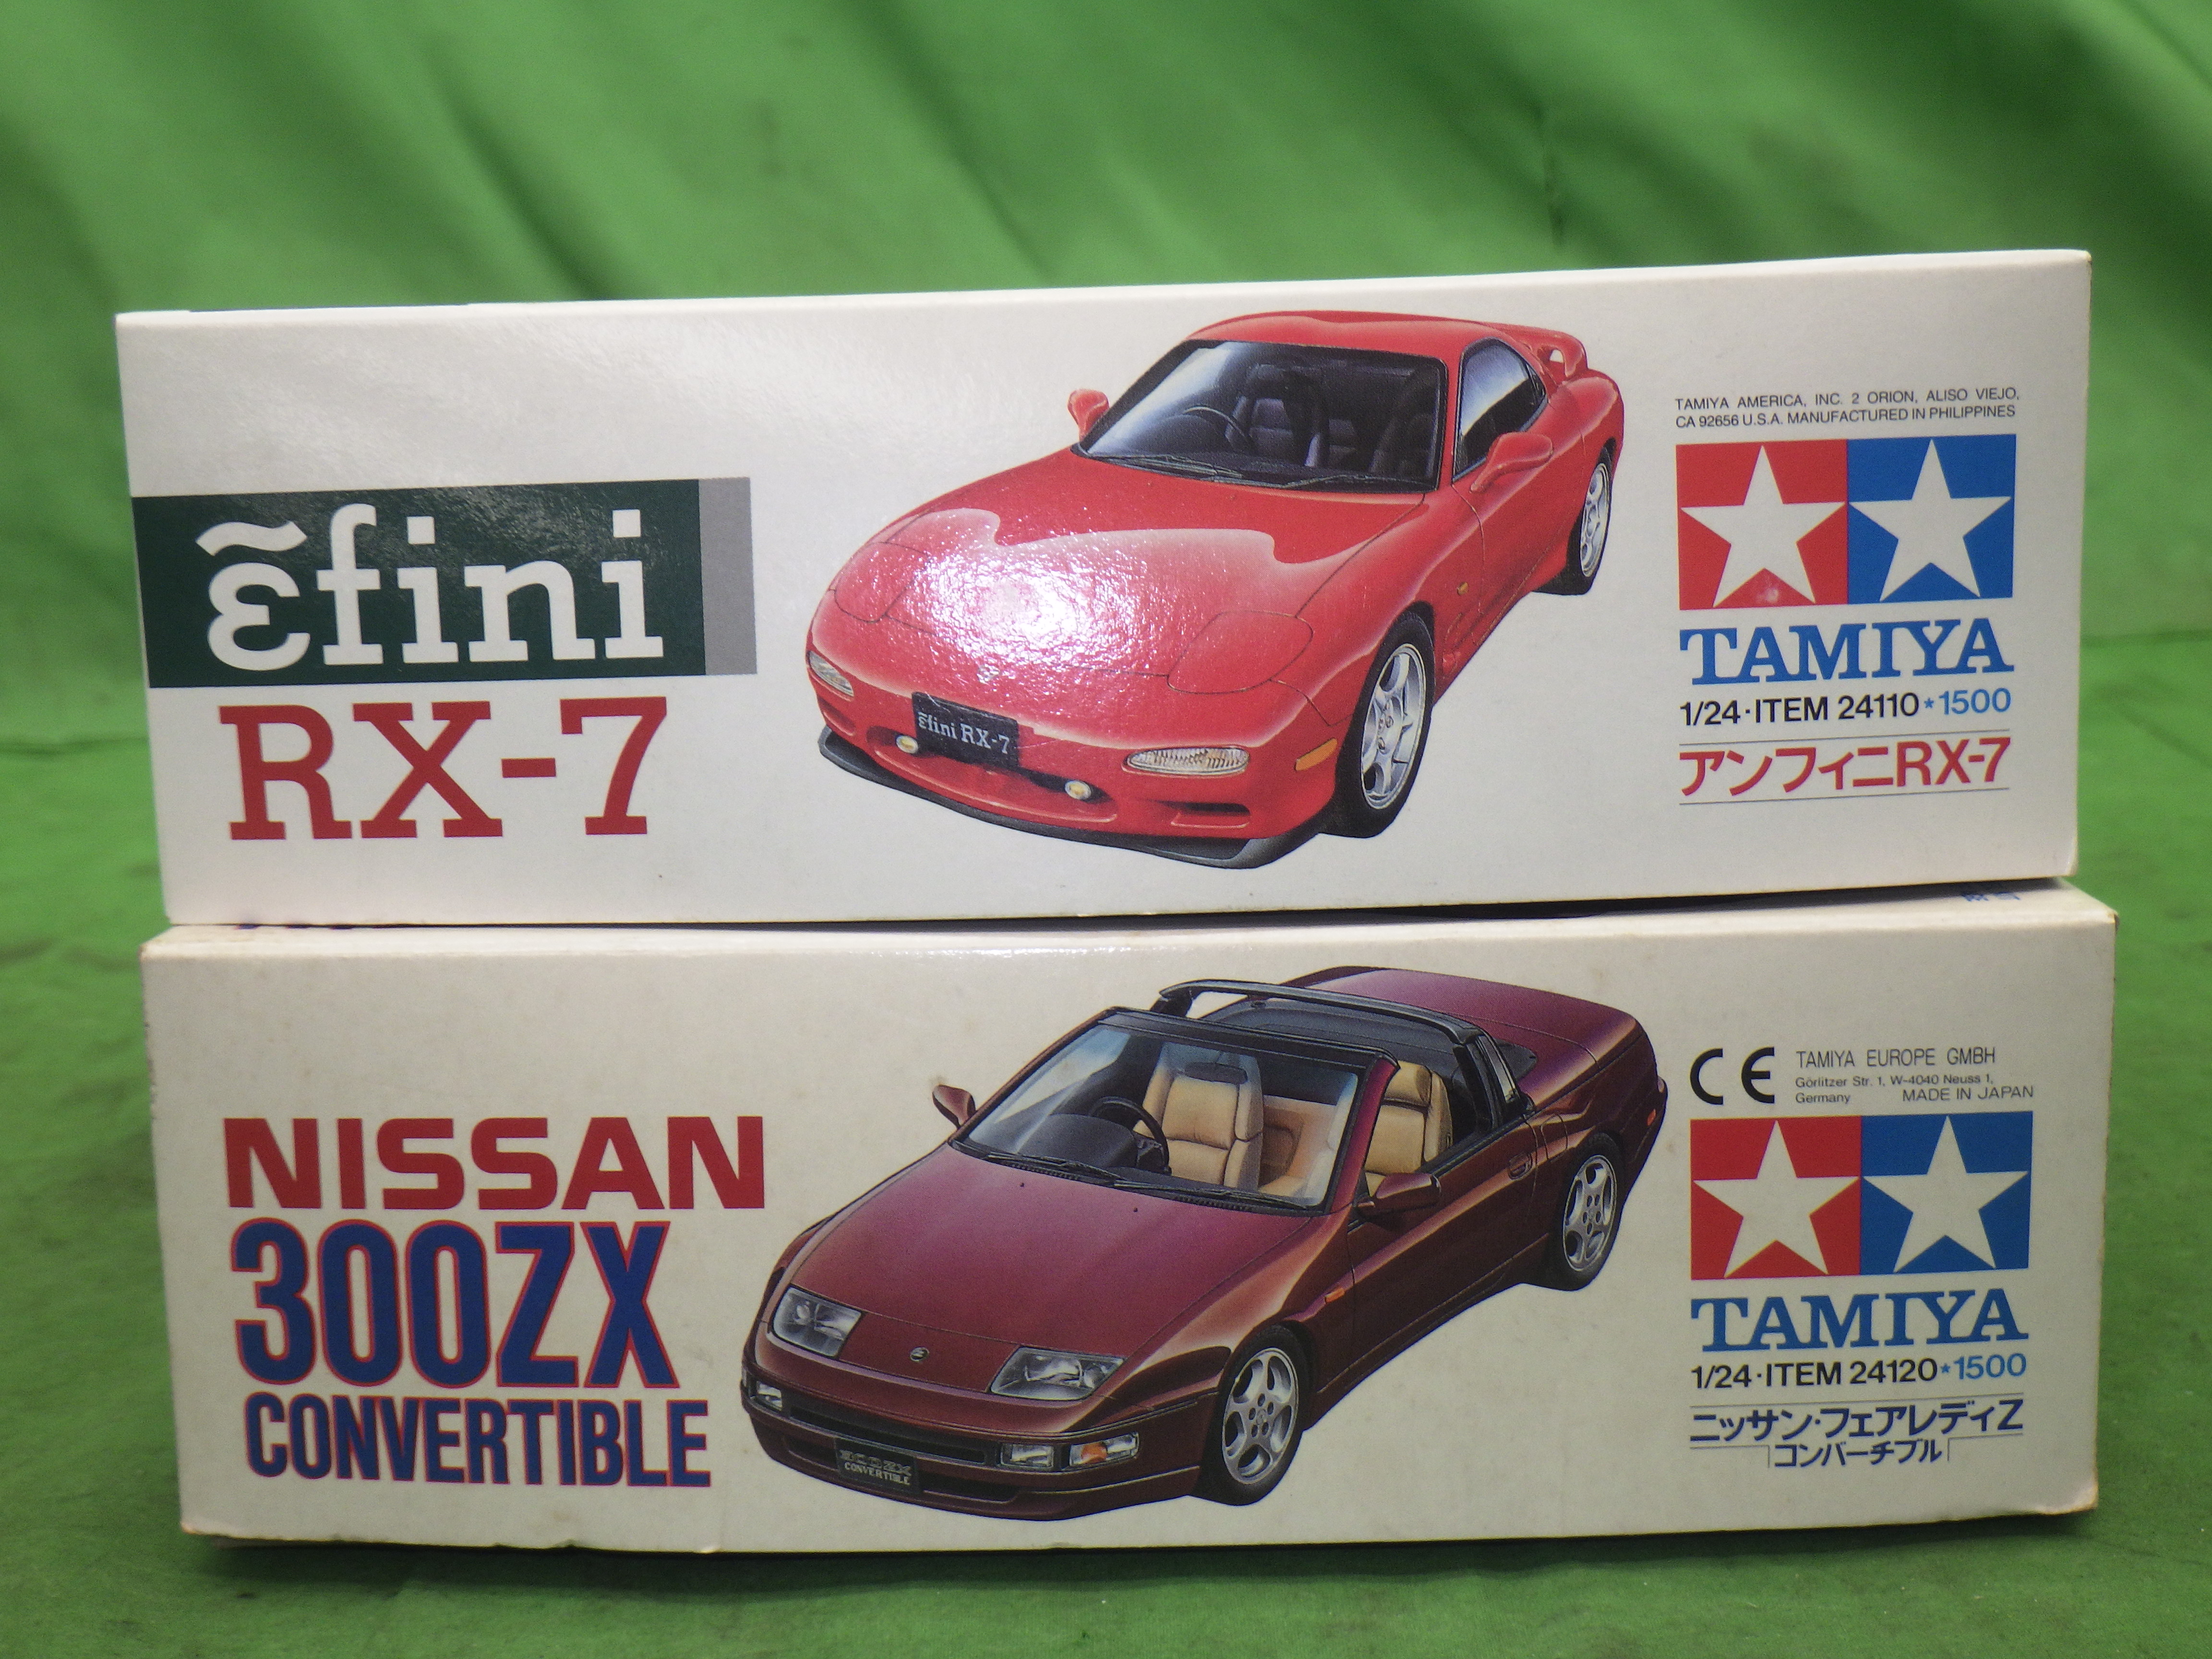 TAMIYA AMERICA, INC. 2 ORION, ALISO VIEJO,
CA 92656 U.S.A. MANUFACTURED IN PHILIPPINES
ẽfini
RX-7
ẽfini RX-7
TAMIYA
1/24·ITEM 24110*1500
アンフィニRX-7
NISSAN
300ZX
CONVERTIBLE
300ZX
CONVERTIBLE
CE
TAMIYA EUROPE GMBH
Görlitzer Str. 1, W-4040 Neuss 1,
Germany MADE IN JAPAN
TAMIYA
1/24·ITEM 24120*1500
ニッサン・フェアレディZ
コンバーチブル